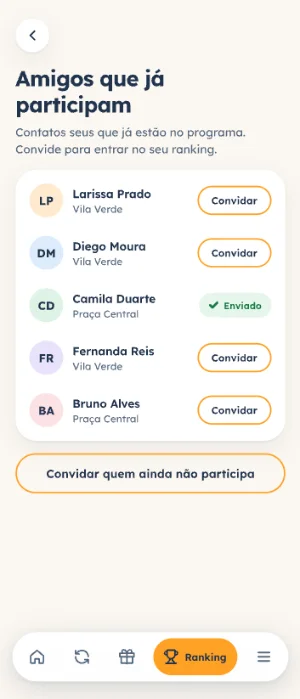 Amigos que já
participam
Contatos seus que já estão no programa.
Convide para entrar no seu ranking.
LP
Larissa Prado
Vila Verde
Convidar
DM
Diego Moura
Vila Verde
Convidar
CD
Camila Duarte
Praça Central
Enviado
FR
Fernanda Reis
Vila Verde
Convidar
BA
Bruno Alves
Praça Central
Convidar
Convidar quem ainda não participa
Ranking